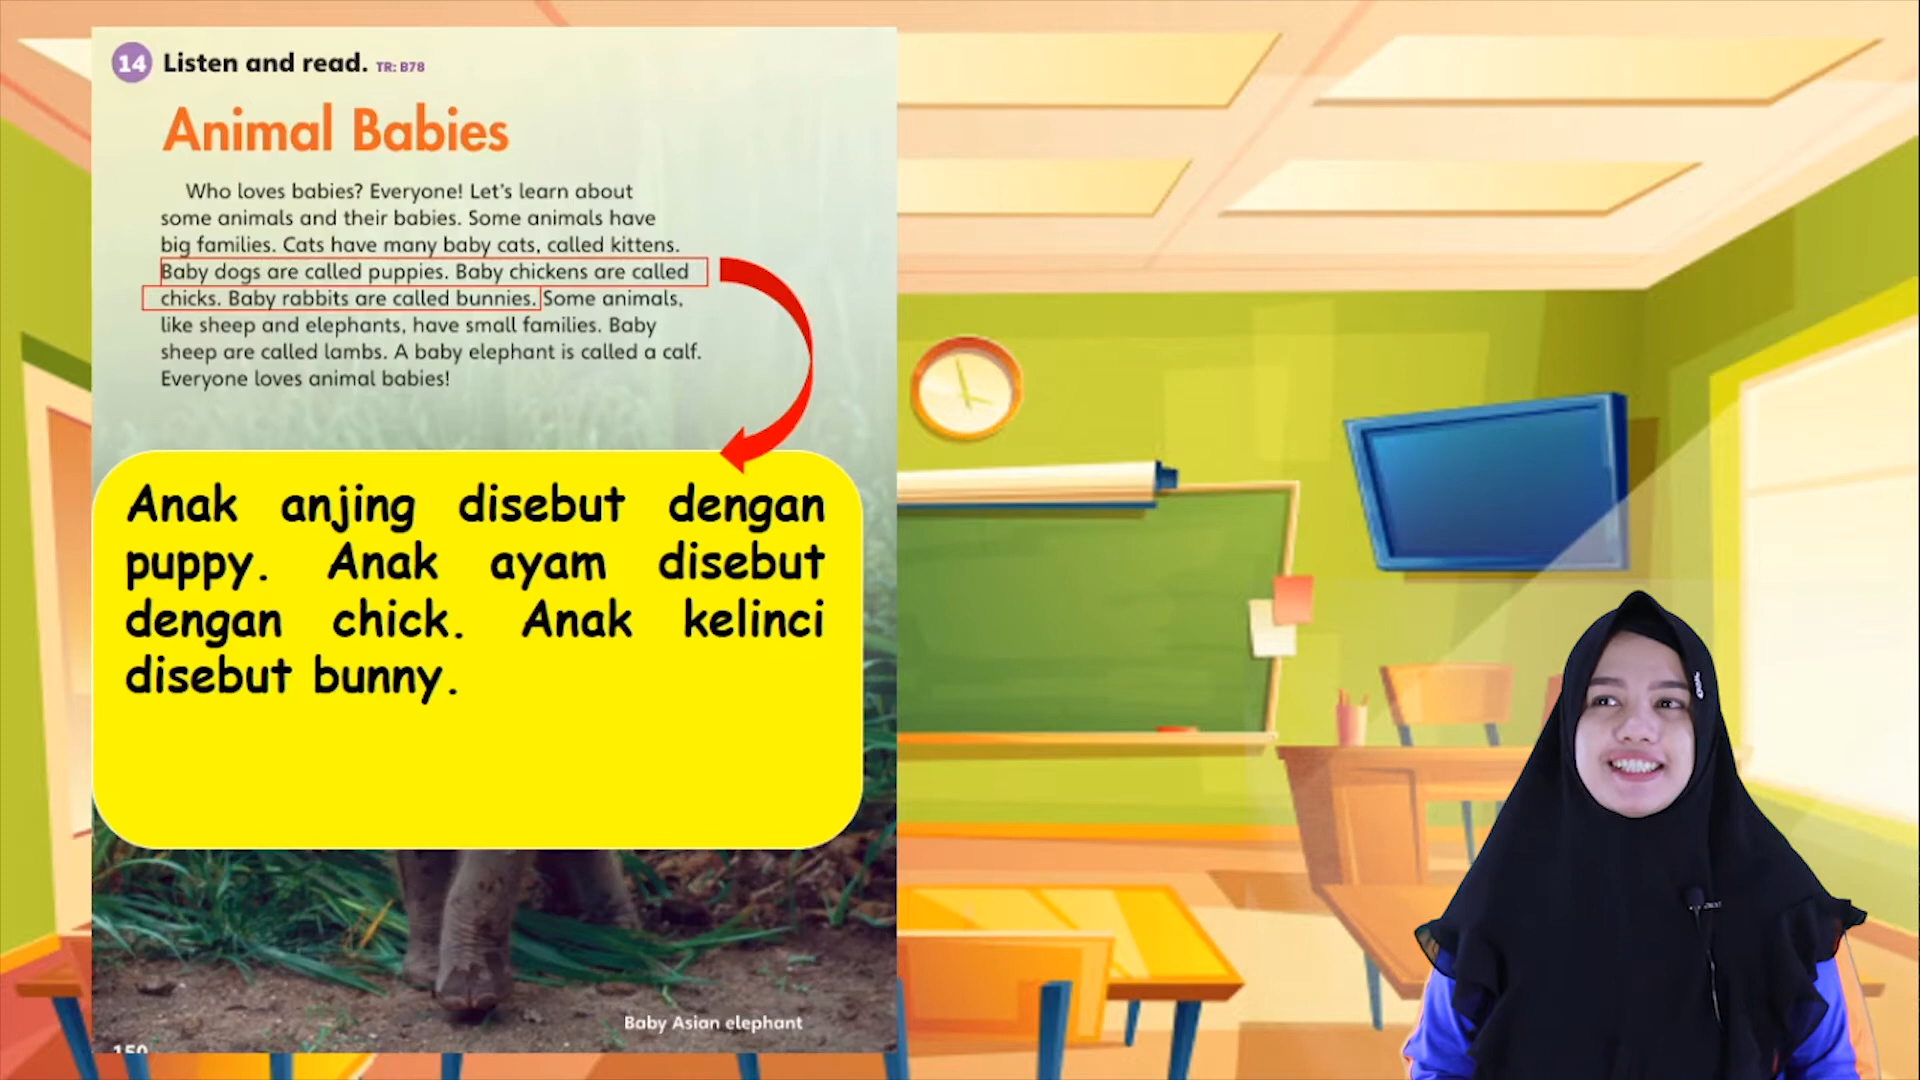 14 Listen and read. TR: B78
Animal Babies
Who loves babies? Everyone! Let's learn about
some animals and their babies. Some animals have
big families. Cats have many baby cats, called kittens.
Baby dogs are called puppies. Baby chickens are called
chicks. Baby rabbits are called bunnies. Some animals,
like sheep and elephants, have small families. Baby
sheep are called lambs. A baby elephant is called a calf.
Everyone loves animal babies!
Anak anjing disebut dengan
puppy. Anak ayam disebut
dengan chick. Anak kelinci
disebut bunny.
Baby Asian elephant